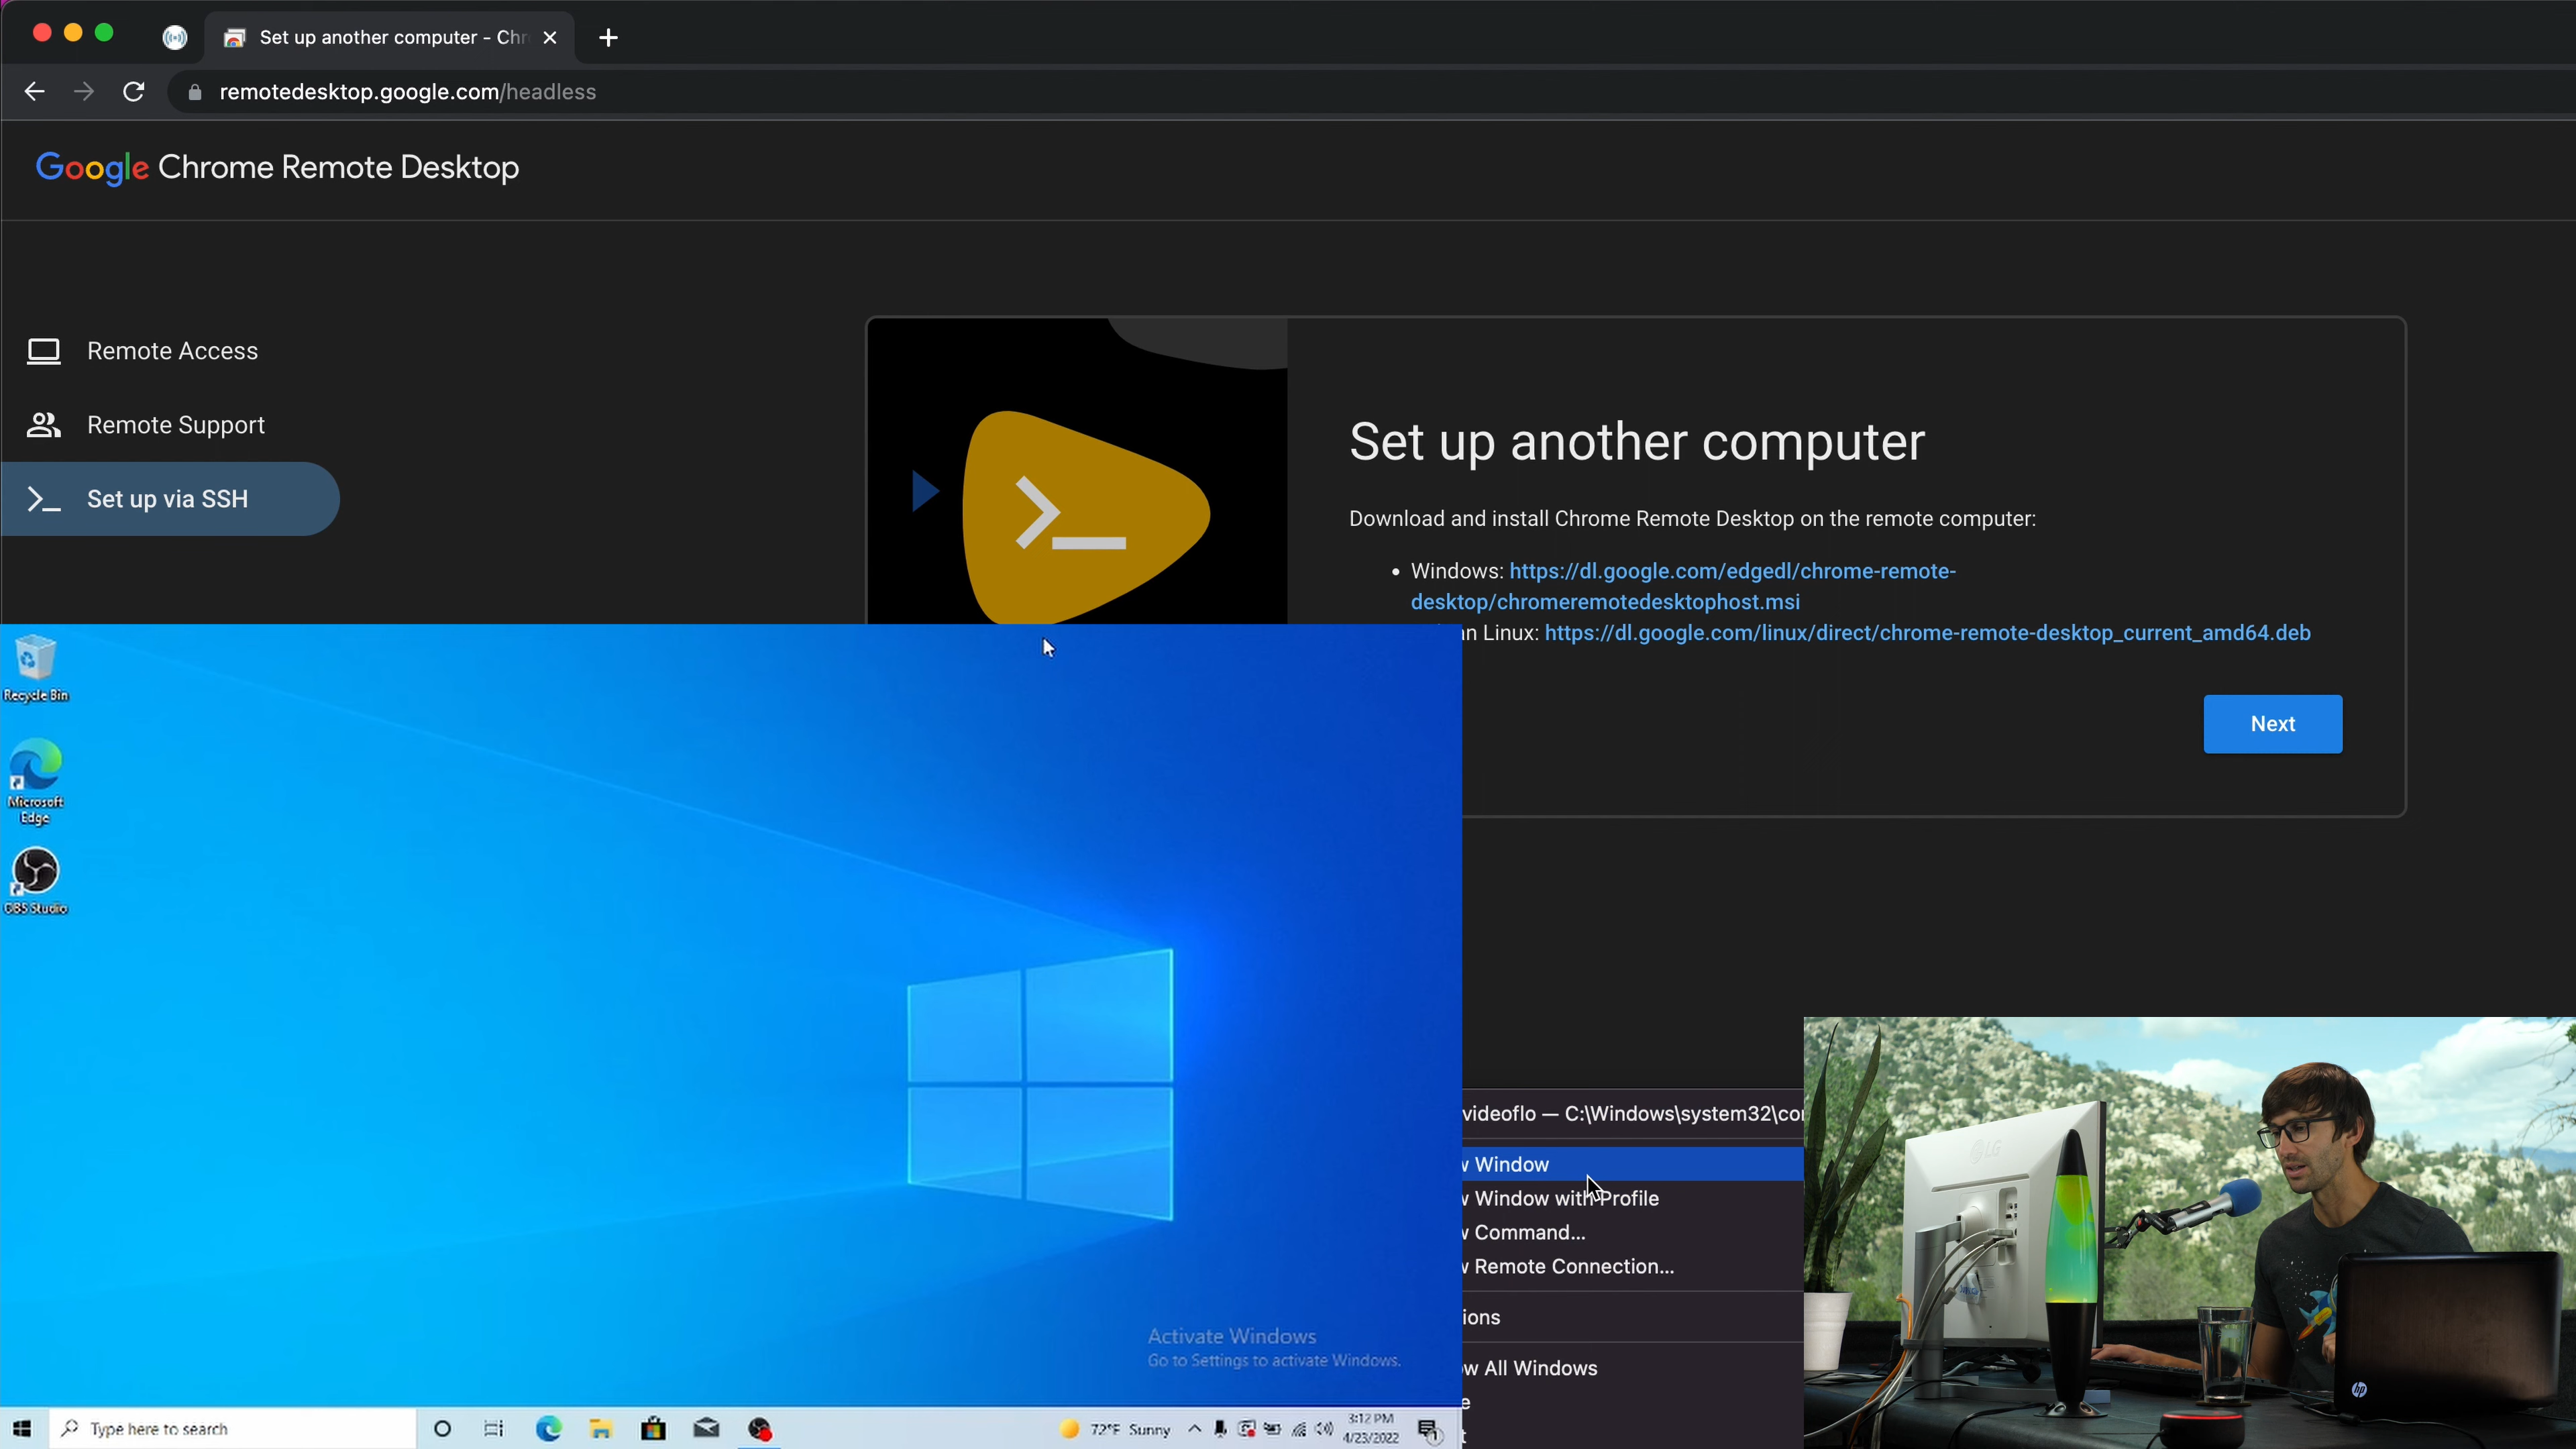 Set up another computer - Chr
remotedesktop.google.com/headless
Google Chrome Remote Desktop
Remote Access
Remote Support
Set up via SSH
Set up another computer
Download and install Chrome Remote Desktop on the remote computer:
• Windows: https://dl.google.com/edgedl/chrome-remote-
desktop/chromeremotedesktophost.msi
an Linux: https://dl.google.com/linux/direct/chrome-remote-desktop_current_amd64.deb
Next
Recycle Bin
Microsoft
Edge
OBS Studio
Activate Windows
Go to Settings to activate Windows.
Type here to search
72°F Sunny
3:12 PM
4/23/2022
1
videoflo — C:\Windows\system32\co
w Window
w Window with Profile
w Command...
w Remote Connection...
ions
ow All Windows
e
t
LG
hp